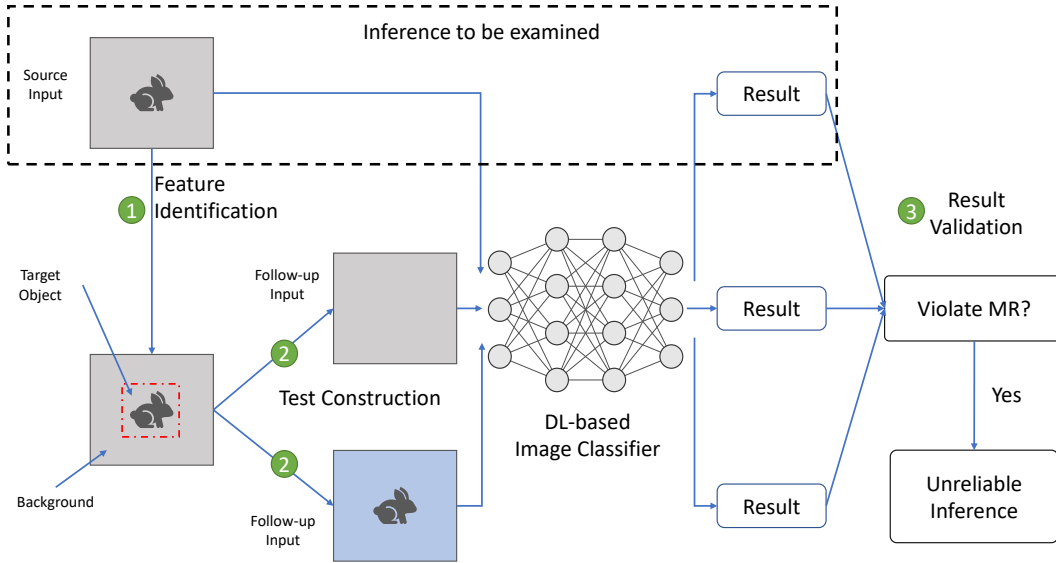 Inference to be examined
Source
Input
Result
1
Feature
Identification
3
Result
Validation
Target
Object
Follow-up
Input
Result
Violate MR?
2
Test Construction
DL-based
Image Classifier
Yes
2
Background
Follow-up
Input
Result
Unreliable
Inference